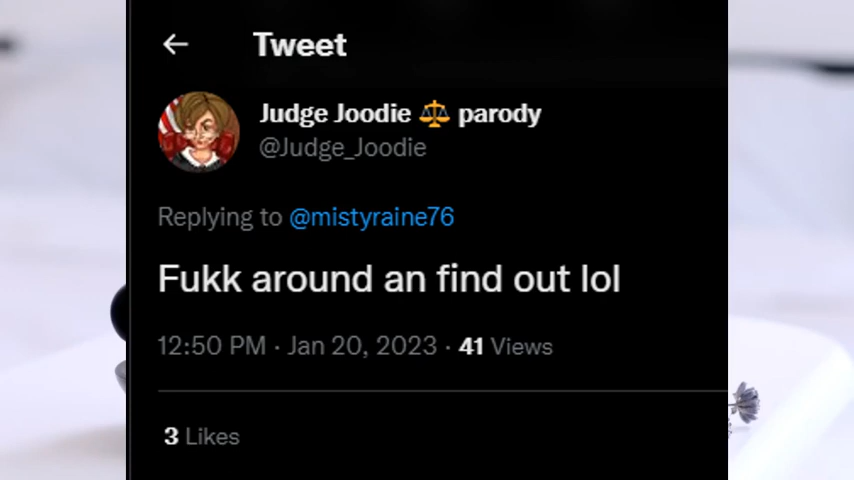 Tweet
Judge Joodie ⚖️ parody
@Judge_Joodie
Replying to @mistyraine76
Fukk around an find out lol
12:50 PM · Jan 20, 2023 · 41 Views
3 Likes